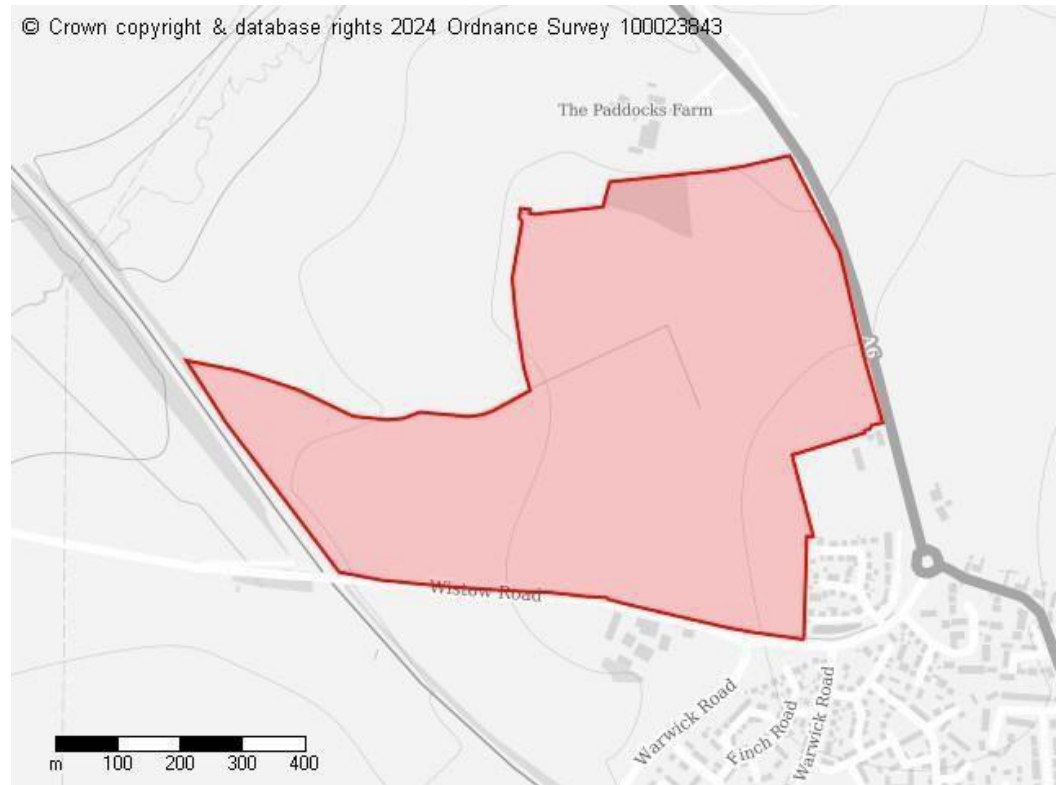 © Crown copyright & database rights 2024 Ordnance Survey 100023843
The Paddocks Farm
A6
Wistow Road
Warwick Road
Finch Road
Warwick Road
m 100 200 300 400